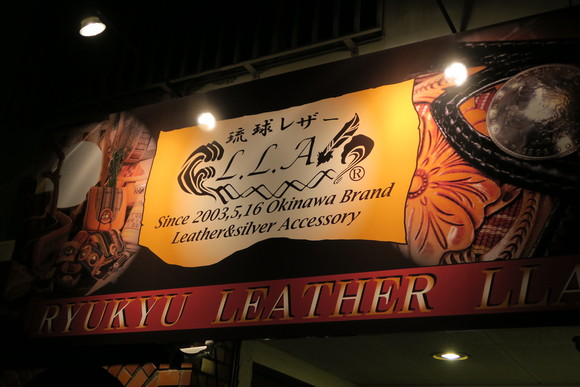 琉球レザー
L.L.A
®
Since 2003,5,16 Okinawa Brand
Leather&silver Accessory
RYUKYU LEATHER LLA